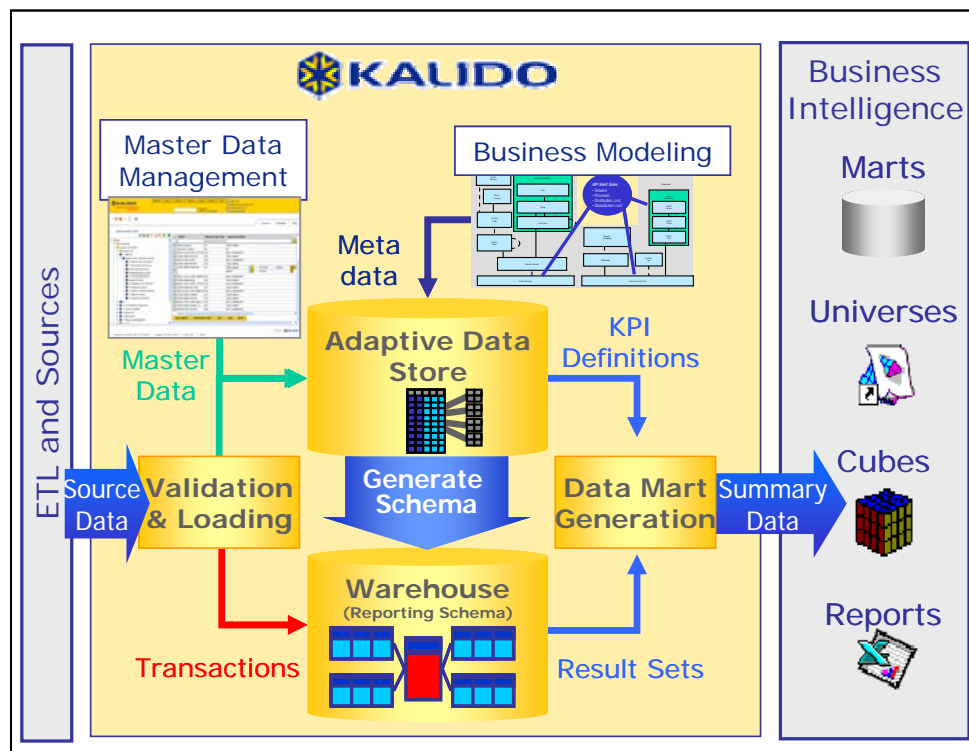 KALIDO
Business
Intelligence
Master Data
Management
Business Modeling
Marts
Meta
data
Universes
Adaptive Data
Store
KPI
Definitions
Master
Data
ETL and Sources
Cubes
Source
Data
Validation
& Loading
Generate
Schema
Data Mart
Generation
Summary
Data
Warehouse
(Reporting Schema)
Reports
Transactions
Result Sets